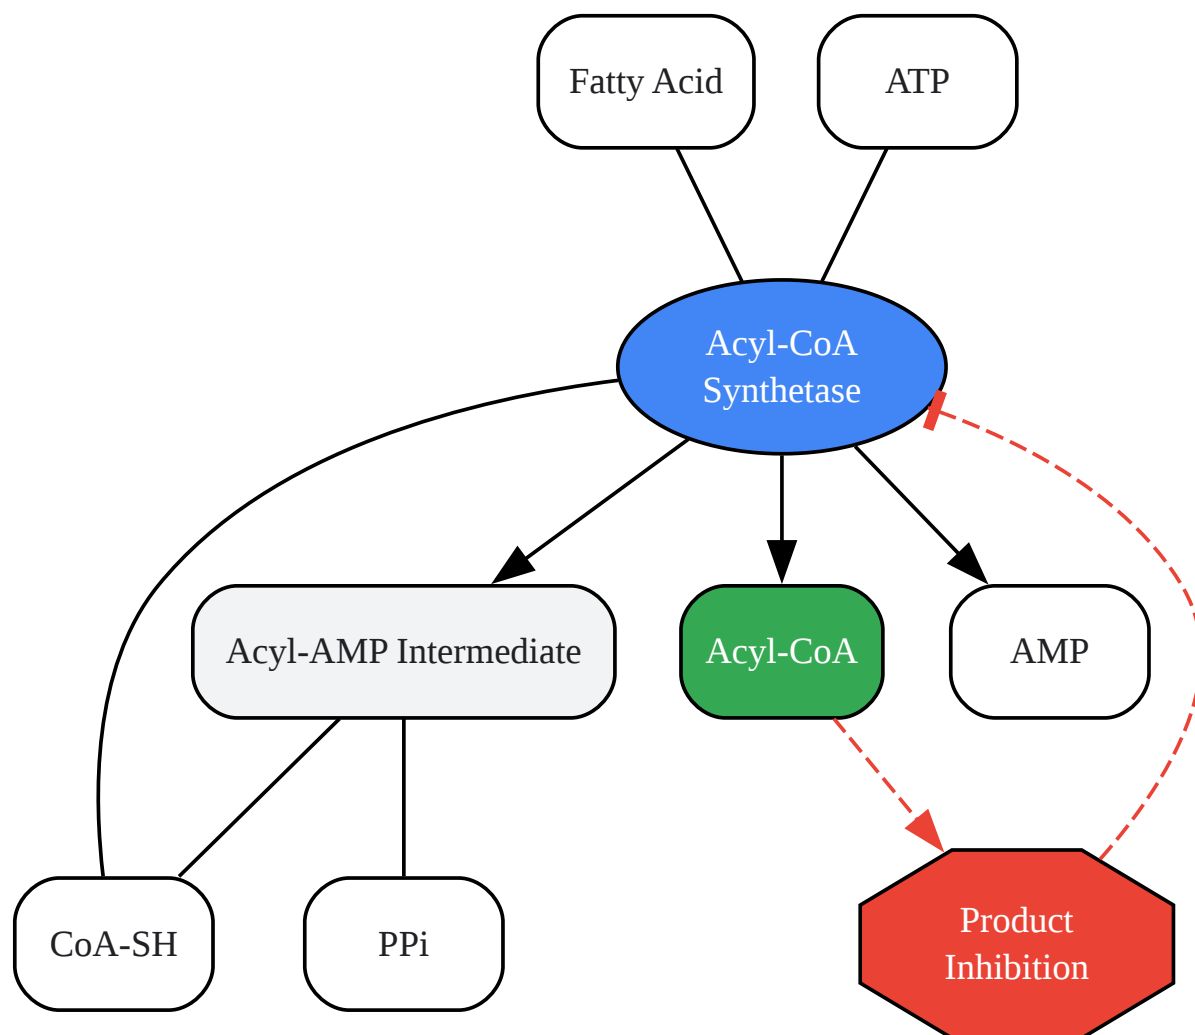 Fatty Acid
ATP
Acyl-CoA
Synthetase
Acyl-AMP Intermediate
Acyl-CoA
AMP
CoA-SH
PPi
Product
Inhibition